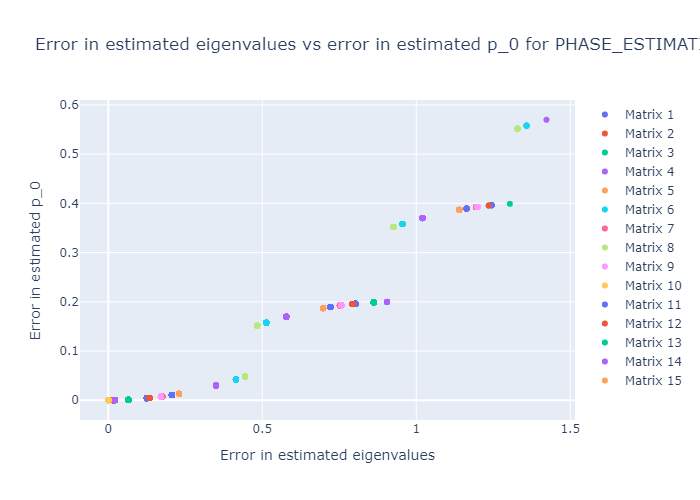 Error in estimated eigenvalues vs error in estimated p_0 for PHASE_ESTIMATI
0.6
0.5
0.4
0.3
0.2
0.1
0
0
0.5
1
1.5
Error in estimated eigenvalues
Error in estimated p_0
Matrix 1
Matrix 2
Matrix 3
Matrix 4
Matrix 5
Matrix 6
Matrix 7
Matrix 8
Matrix 9
Matrix 10
Matrix 11
Matrix 12
Matrix 13
Matrix 14
Matrix 15